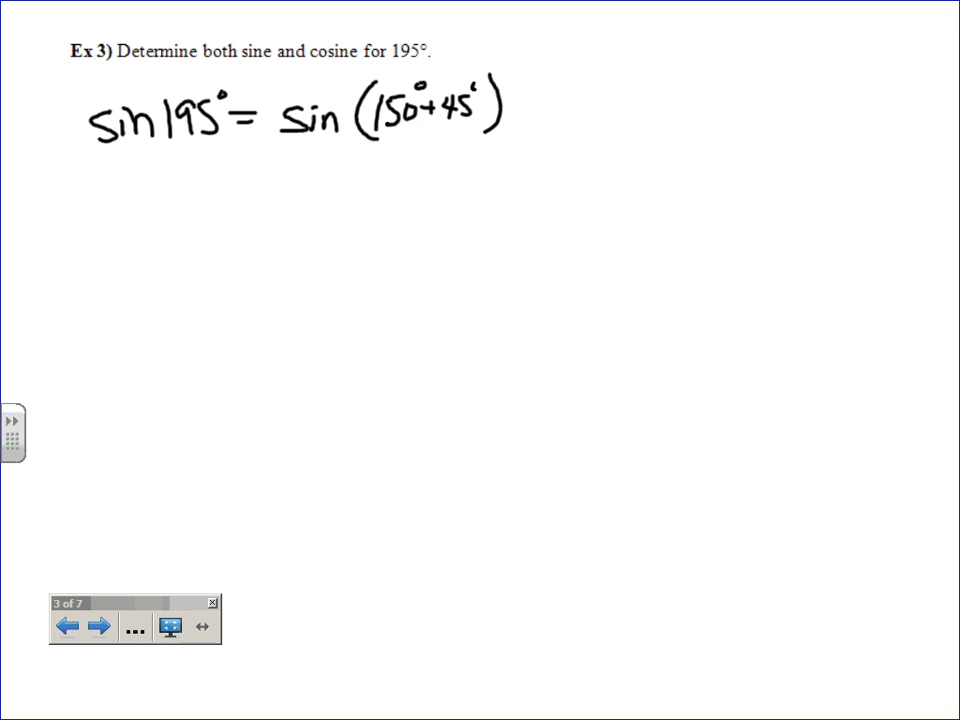 Ex 3) Determine both sine and cosine for 195°.
sin 195° = sin (150° + 45°)
3 of 7
...